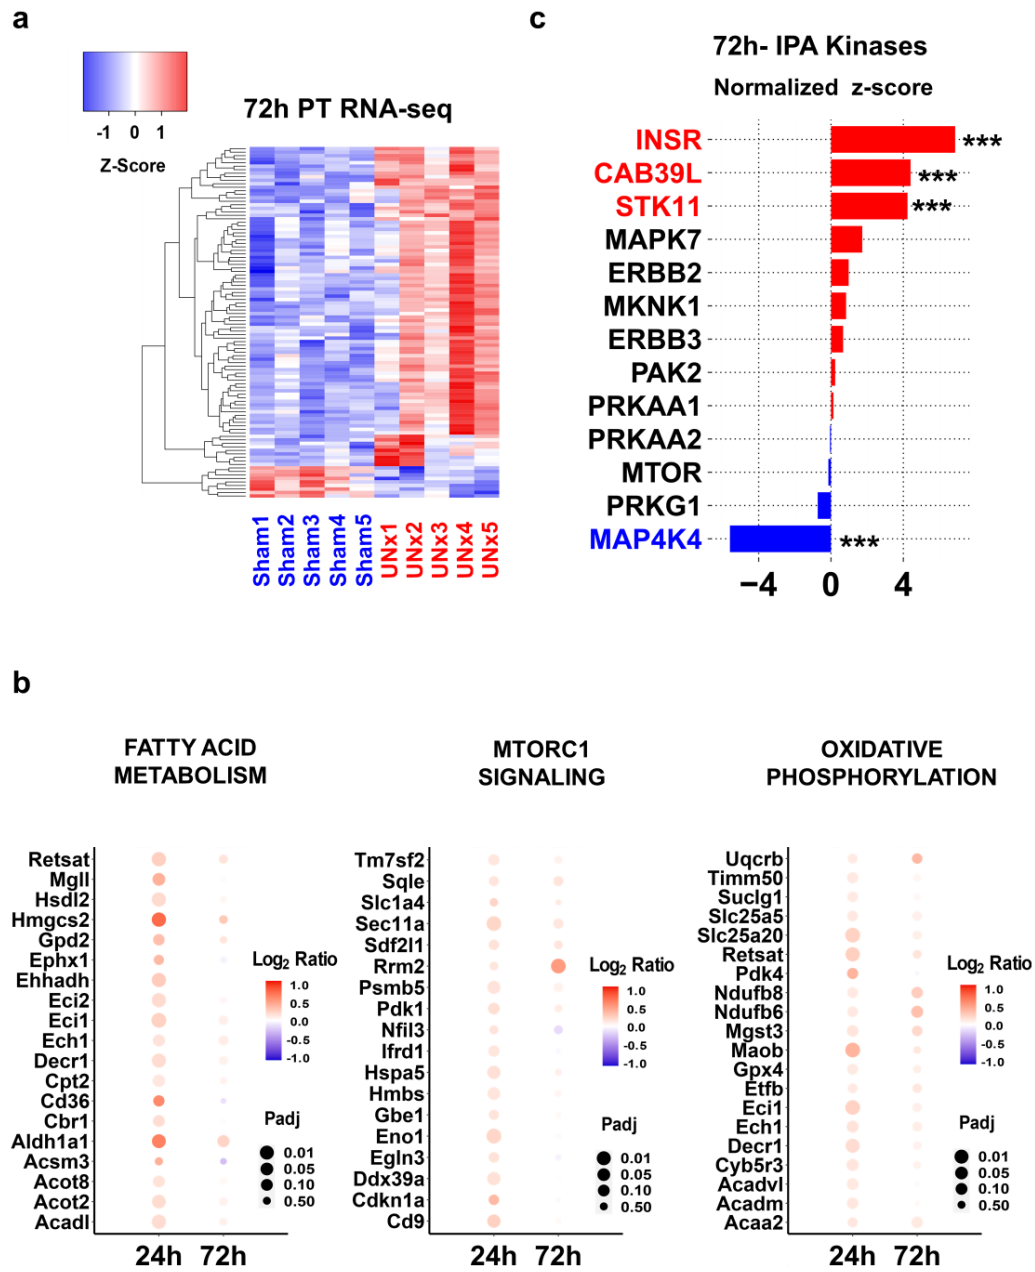 a
-1 0 1
Z-Score
72h PT RNA-seq
Sham1
Sham2
Sham3
Sham4
Sham5
UNx1
UNx2
UNx3
UNx4
UNx5
c
72h- IPA Kinases
Normalized z-score
INSR ***
CAB39L ***
STK11 ***
MAPK7
ERBB2
MKNK1
ERBB3
PAK2
PRKAA1
PRKAA2
MTOR
PRKG1
MAP4K4 ***
−4 0 4
b
FATTY ACID
METABOLISM
Retsat
Mgll
Hsdl2
Hmgcs2
Gpd2
Ephx1
Ehhadh
Eci2
Eci1
Ech1
Decr1
Cpt2
Cd36
Cbr1
Aldh1a1
Acsm3
Acot8
Acot2
Acadl
24h 72h
Log2 Ratio
1.0
0.5
0.0
-0.5
-1.0
Padj
0.01
0.05
0.10
0.50
MTORC1
SIGNALING
Tm7sf2
Sqle
Slc1a4
Sec11a
Sdf2l1
Rrm2
Psmb5
Pdk1
Nfil3
Ifrd1
Hspa5
Hmbs
Gbe1
Eno1
Egln3
Ddx39a
Cdkn1a
Cd9
24h 72h
Log2 Ratio
1.0
0.5
0.0
-0.5
-1.0
Padj
0.01
0.05
0.10
0.50
OXIDATIVE
PHOSPHORYLATION
Uqcrb
Timm50
Suclg1
Slc25a5
Slc25a20
Retsat
Pdk4
Ndufb8
Ndufb6
Mgst3
Maob
Gpx4
Etfb
Eci1
Ech1
Decr1
Cyb5r3
Acadvl
Acadm
Acaa2
24h 72h
Log2 Ratio
1.0
0.5
0.0
-0.5
-1.0
Padj
0.01
0.05
0.10
0.50